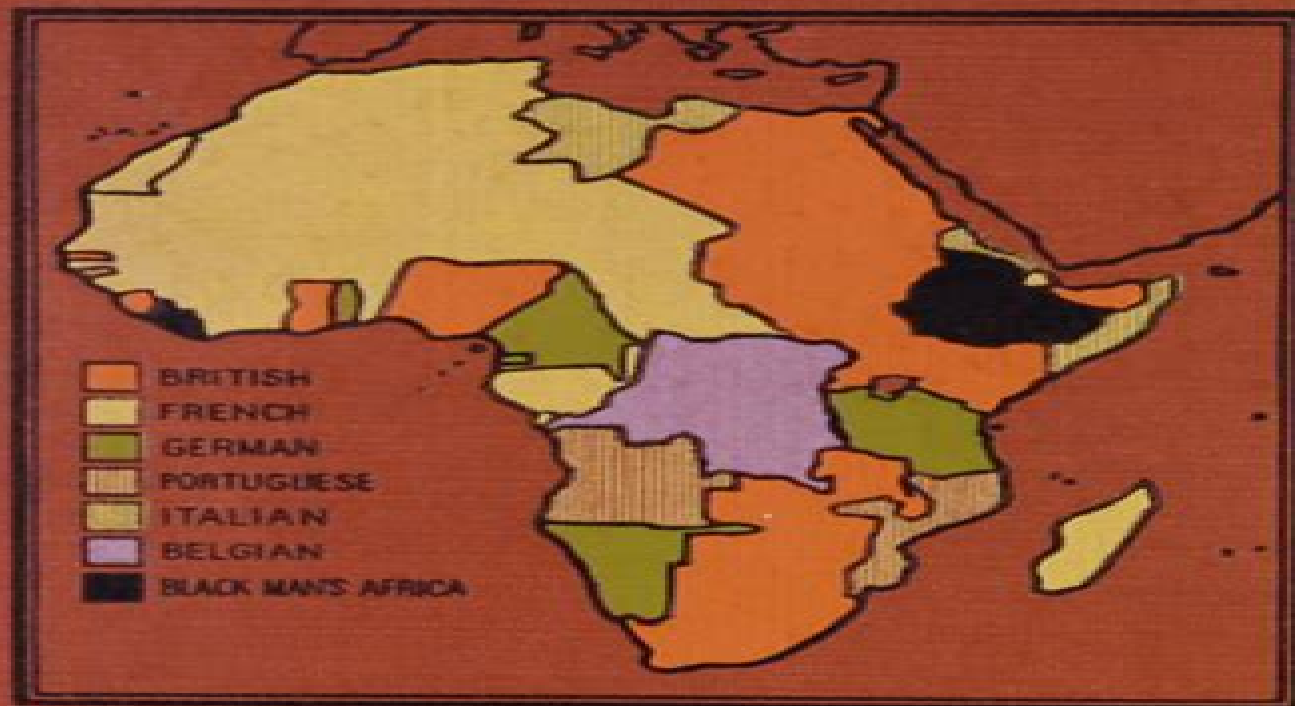 BRITISH
FRENCH
GERMAN
PORTUGUESE
ITALIAN
BELGIAN
BLACK MAN'S AFRICA